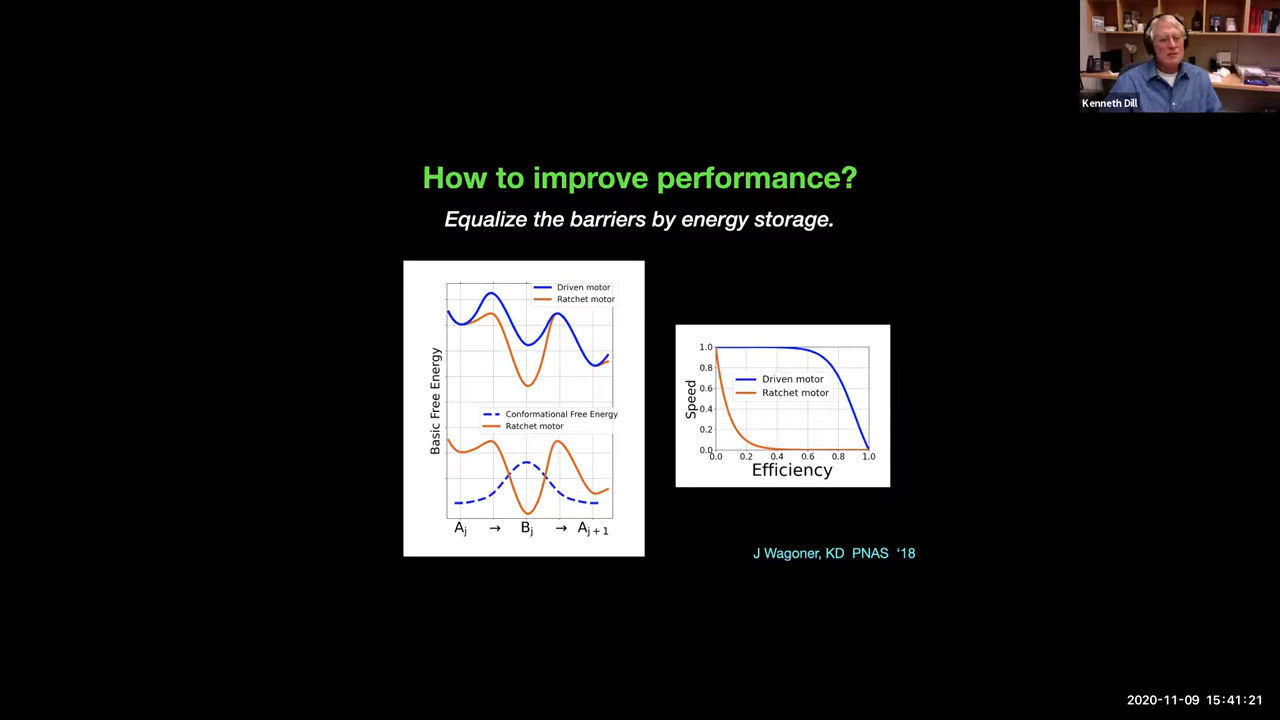 Kenneth Dill
How to improve performance?
Equalize the barriers by energy storage.
Driven motor
Ratchet motor
Conformational Free Energy
Ratchet motor
Basic Free Energy
Aj → Bj → Aj+1
1.0
0.8
0.6
0.4
0.2
0.0
Speed
Driven motor
Ratchet motor
0.0 0.2 0.4 0.6 0.8 1.0
Efficiency
J Wagoner, KD PNAS ‘18
2020-11-09 15:41:21